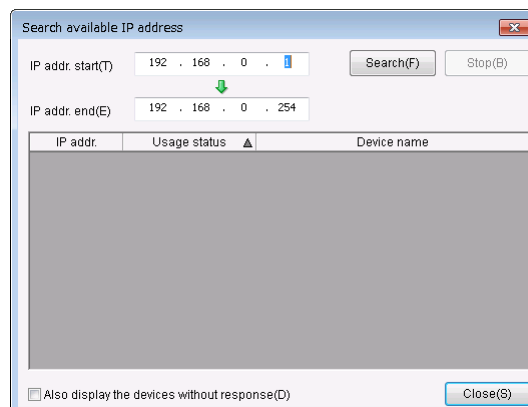 Search available IP address
IP addr. start(T) 192 . 168 . 0 . 1 Search(F) Stop(B)
IP addr. end(E) 192 . 168 . 0 . 254
IP addr. Usage status Device name
Also display the devices without response(D) Close(S)